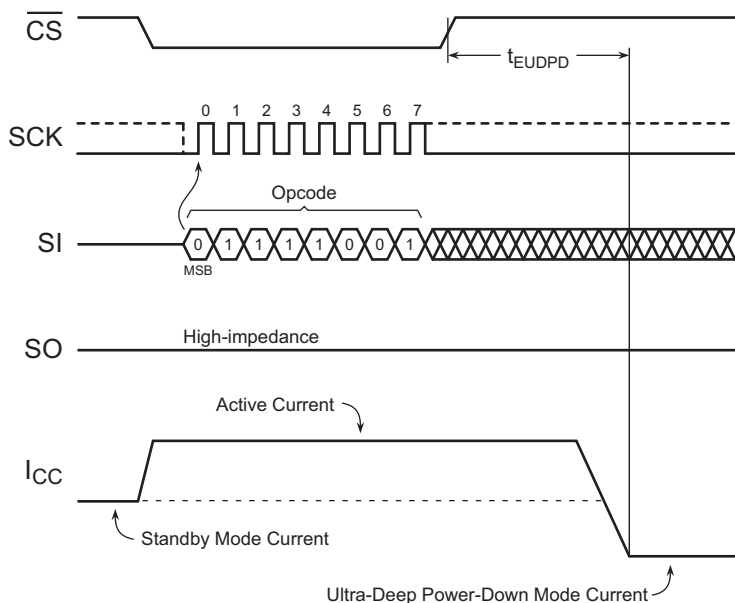 CS
tEUDPD
0 1 2 3 4 5 6 7
SCK
Opcode
SI
0 1 1 1 1 0 0 1
MSB
High-impedance
SO
Active Current
ICC
Standby Mode Current
Ultra-Deep Power-Down Mode Current